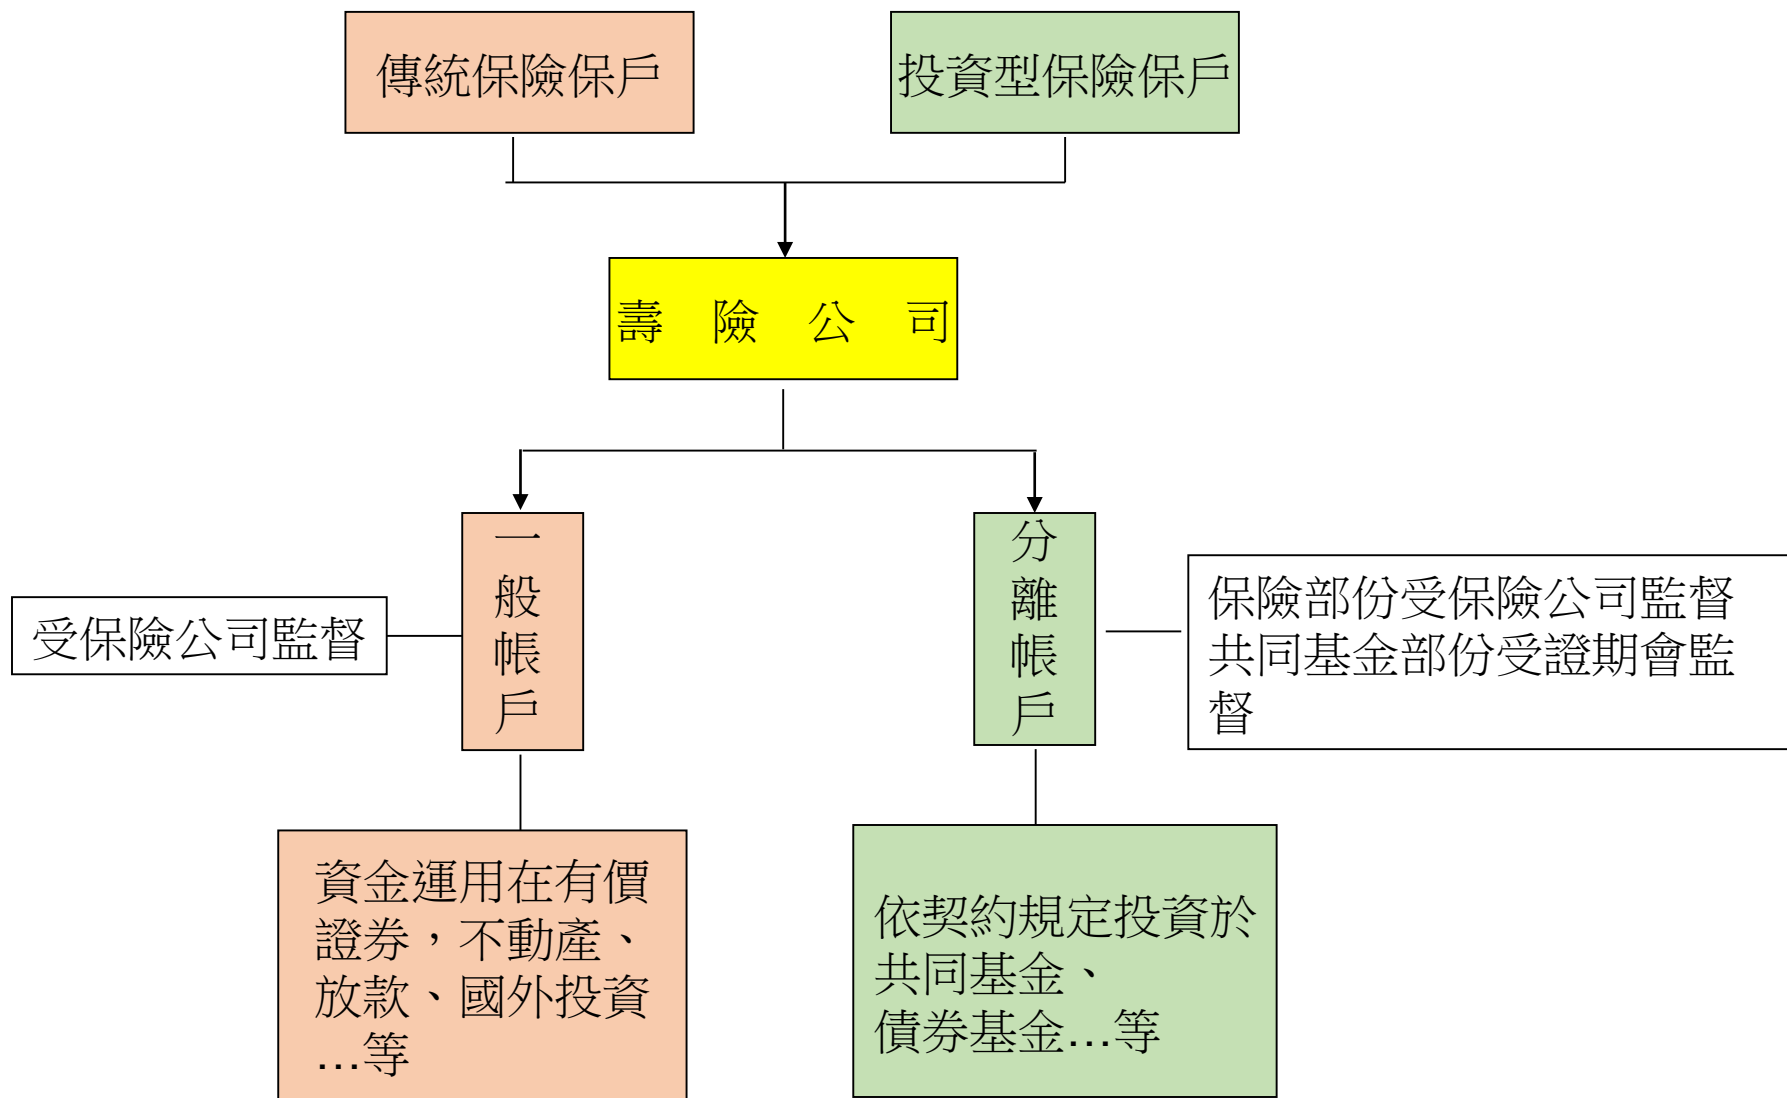 傳統保險保戶
投資型保險保戶
壽 險 公 司
一般帳戶
分離帳戶
受保險公司監督
保險部份受保險公司監督
共同基金部份受證期會監
督
資金運用在有價
證券，不動產、
放款、國外投資
…等
依契約規定投資於
共同基金、
債券基金…等